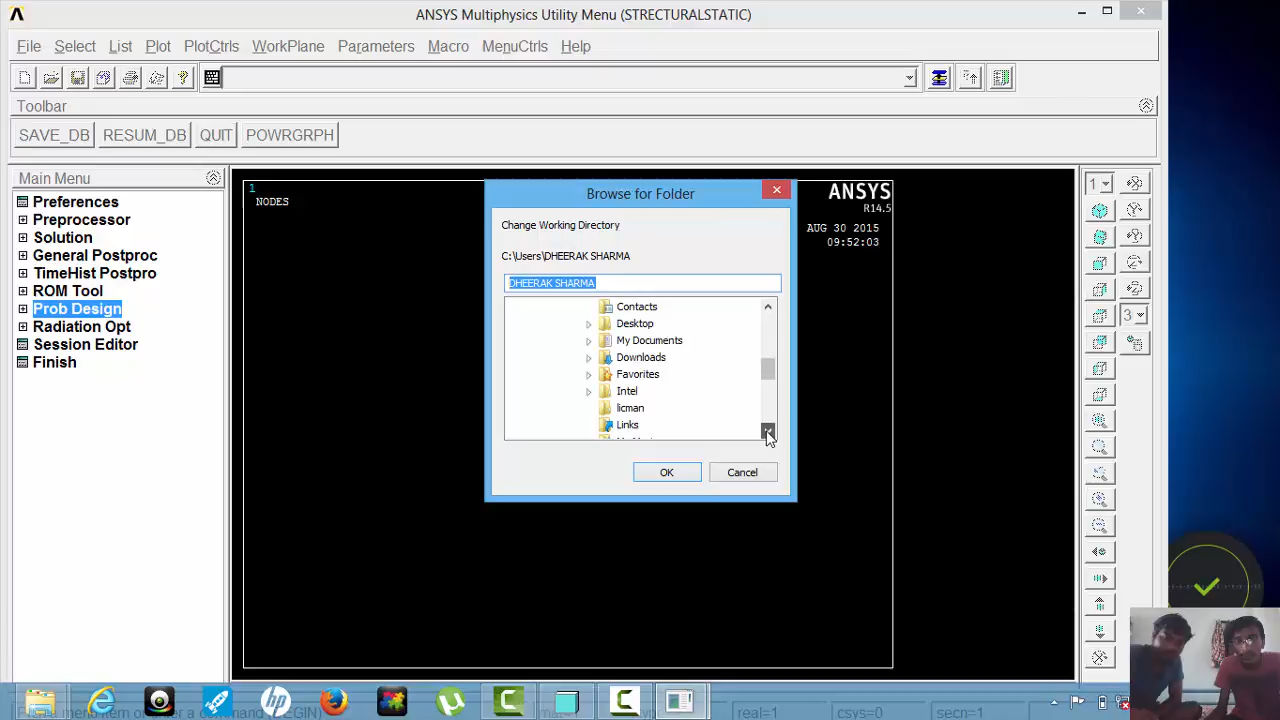 ANSYS Multiphysics Utility Menu (STRECTURALSTATIC)
File Select List Plot PlotCtrls WorkPlane Parameters Macro MenuCtrls Help
Toolbar
SAVE_DB RESUM_DB QUIT POWRGRPH
Main Menu
Preferences
Preprocessor
Solution
General Postproc
TimeHist Postpro
ROM Tool
Prob Design
Radiation Opt
Session Editor
Finish
1
NODES
ANSYS
R14.5
AUG 30 2015
09:52:03
Browse for Folder
Change Working Directory
C:\Users\DHEERAK SHARMA
DHEERAK SHARMA
Contacts
Desktop
My Documents
Downloads
Favorites
Intel
licman
Links
OK Cancel
1
3
real=1 csys=0 secn=1